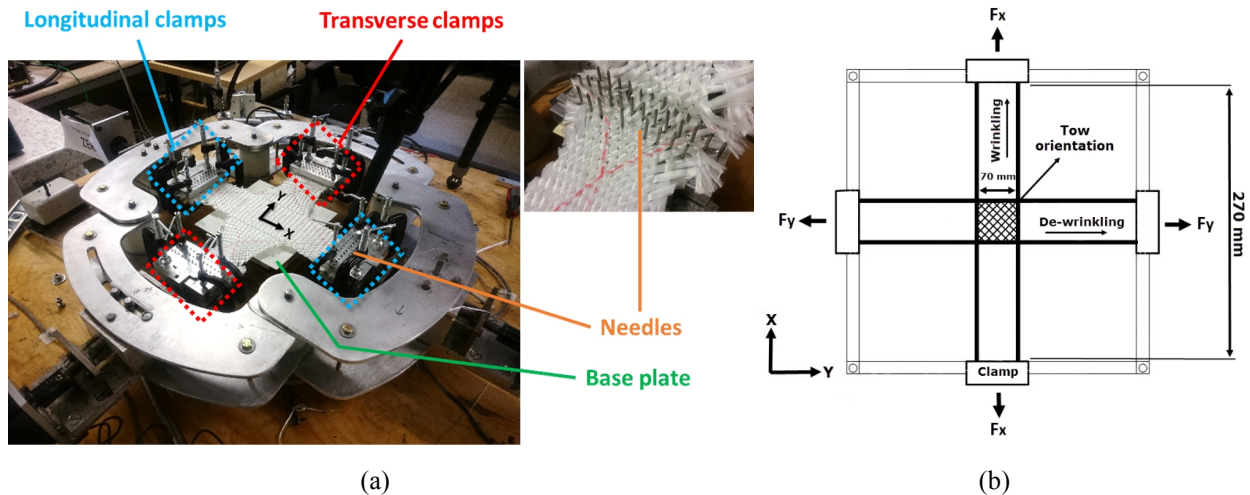 Longitudinal clamps
Transverse clamps
Y
X
Needles
Base plate
(a)
Fx
Wrinkling
Tow
orientation
70 mm
Fy
De-wrinkling
Fy
270 mm
X
Y
Clamp
Fx
(b)